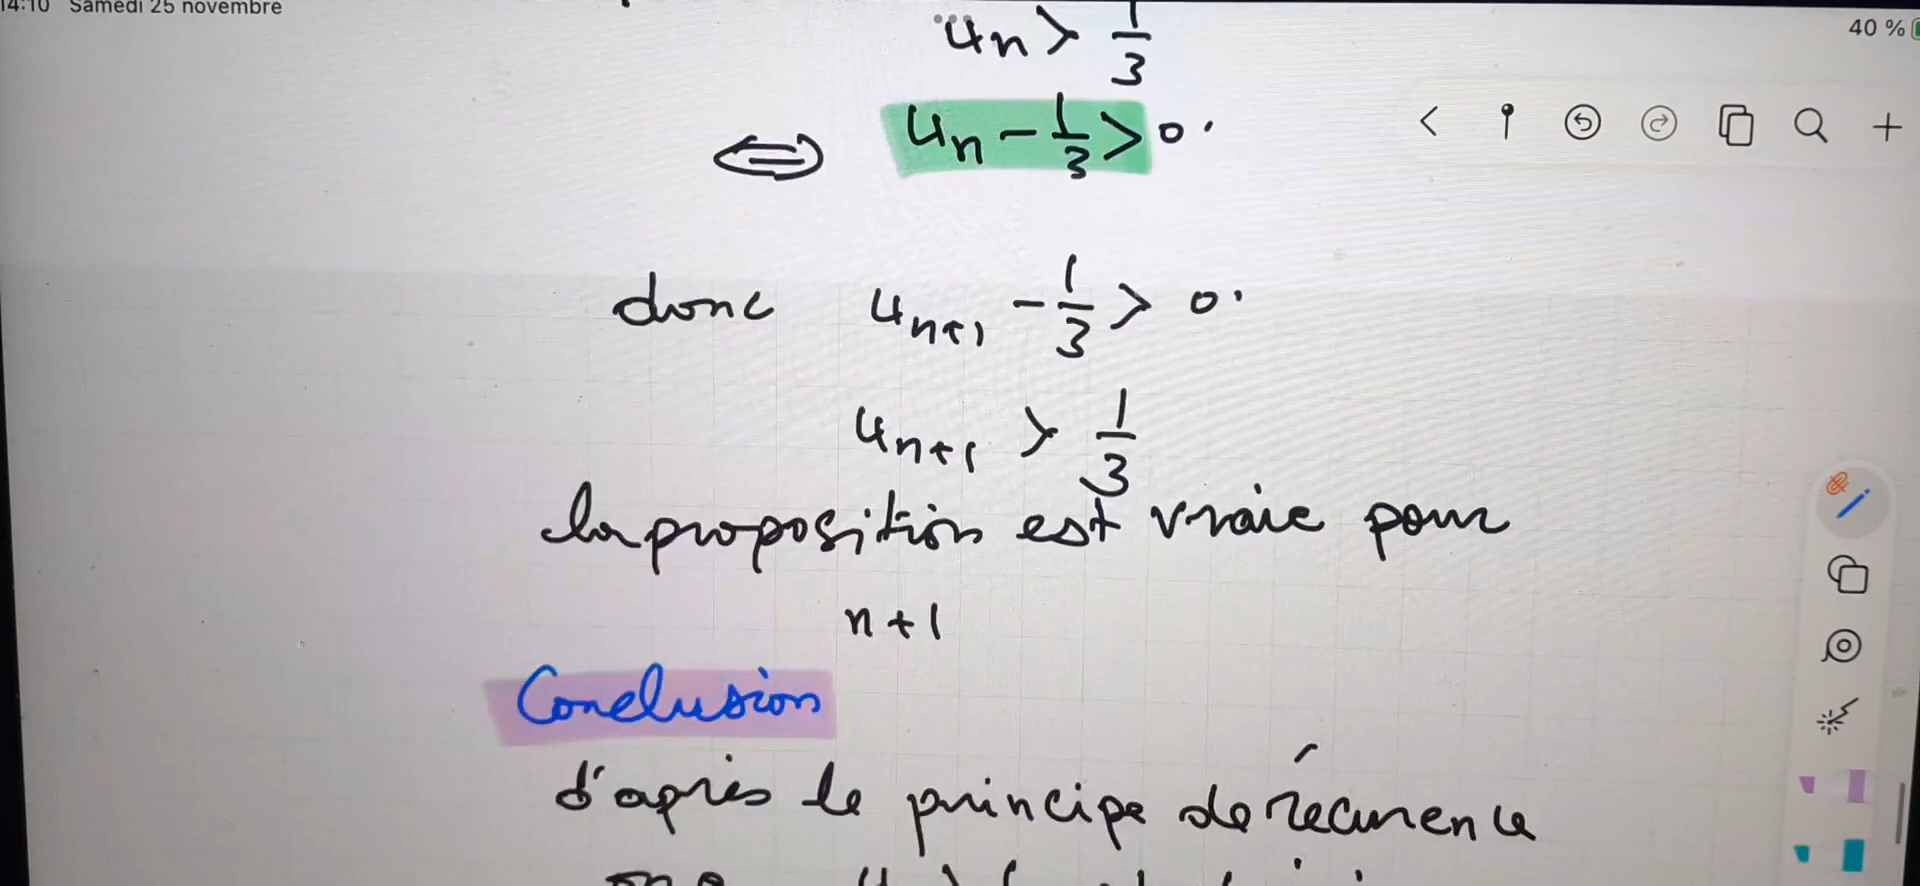 14:10 Samedi 25 novembre
40 %
un > 1/3
⇔ un - 1/3 > 0.
donc un+1 - 1/3 > 0.
un+1 > 1/3
la proposition est vraie pour
n+1
Conclusion
d'après le principe de récurence